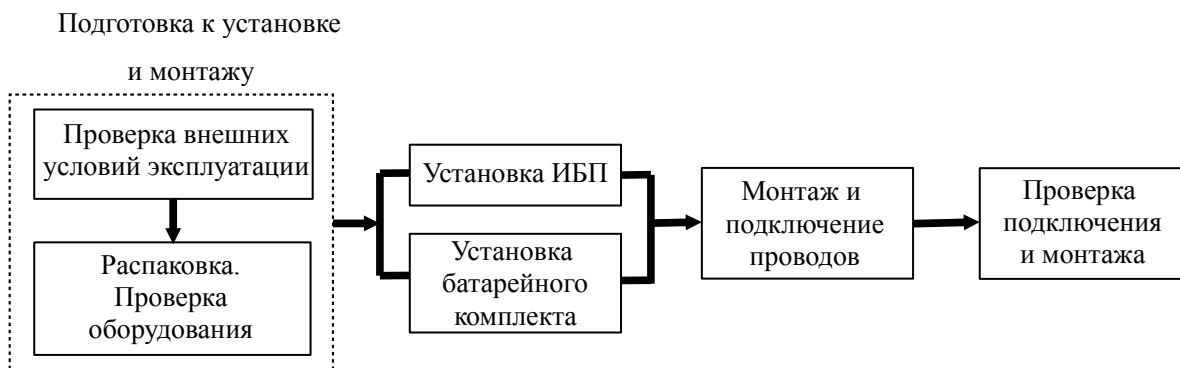 Подготовка к установке
и монтажу
Проверка внешних
условий эксплуатации
Распаковка.
Проверка
оборудования
Установка ИБП
Установка
батарейного
комплекта
Монтаж и
подключение
проводов
Проверка
подключения
и монтажа